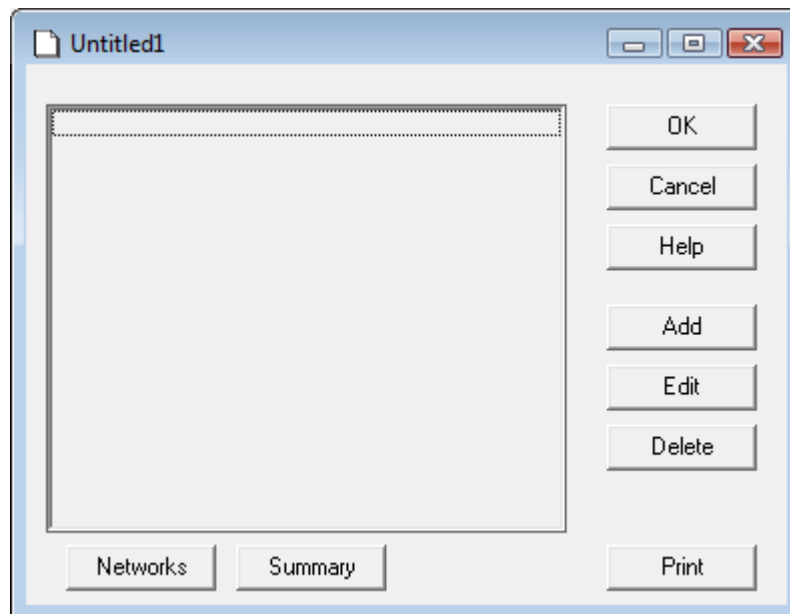 Untitled1
OK
Cancel
Help
Add
Edit
Delete
Networks
Summary
Print